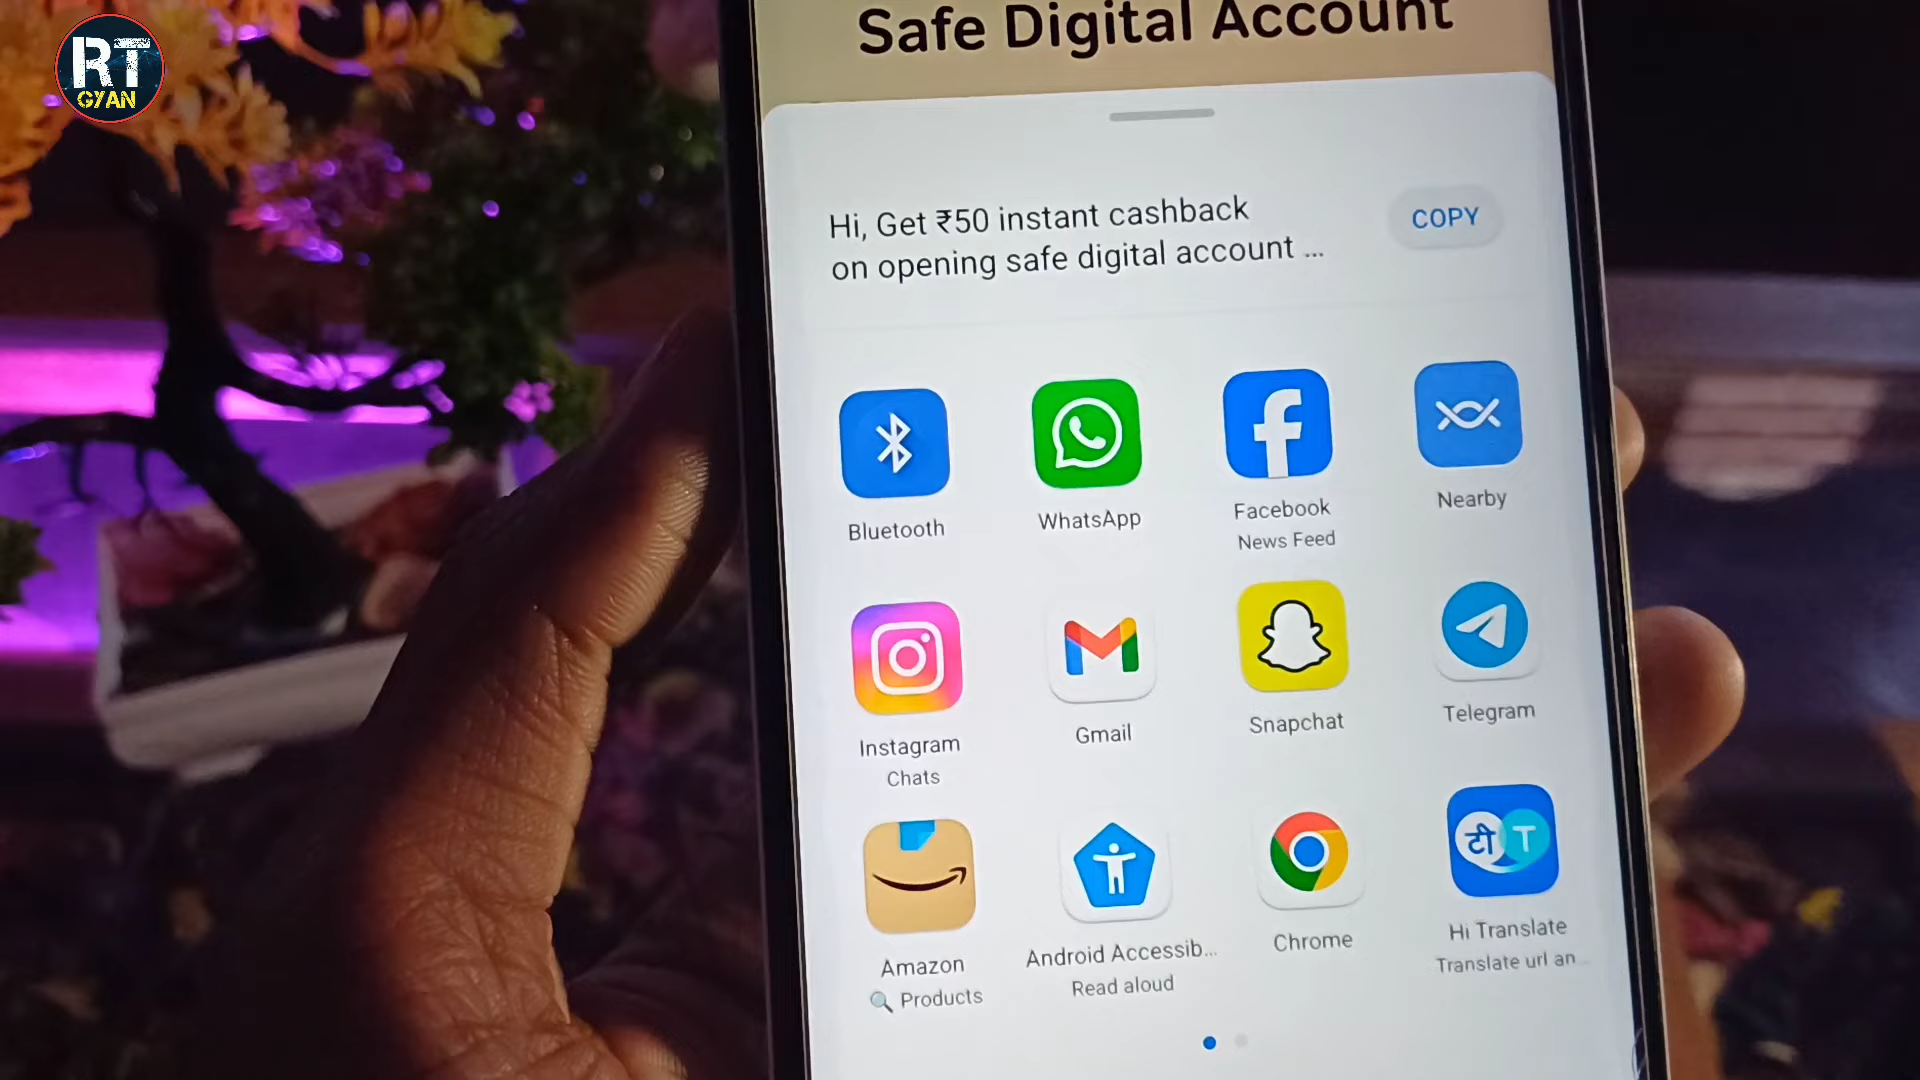 RT
GYAN
Safe Digital Account
Hi, Get ₹50 instant cashback
on opening safe digital account ...
COPY
Bluetooth
WhatsApp
Facebook
News Feed
Nearby
Instagram
Chats
Gmail
Snapchat
Telegram
टी T
Amazon
Products
Android Accessib...
Read aloud
Chrome
Hi Translate
Translate url an